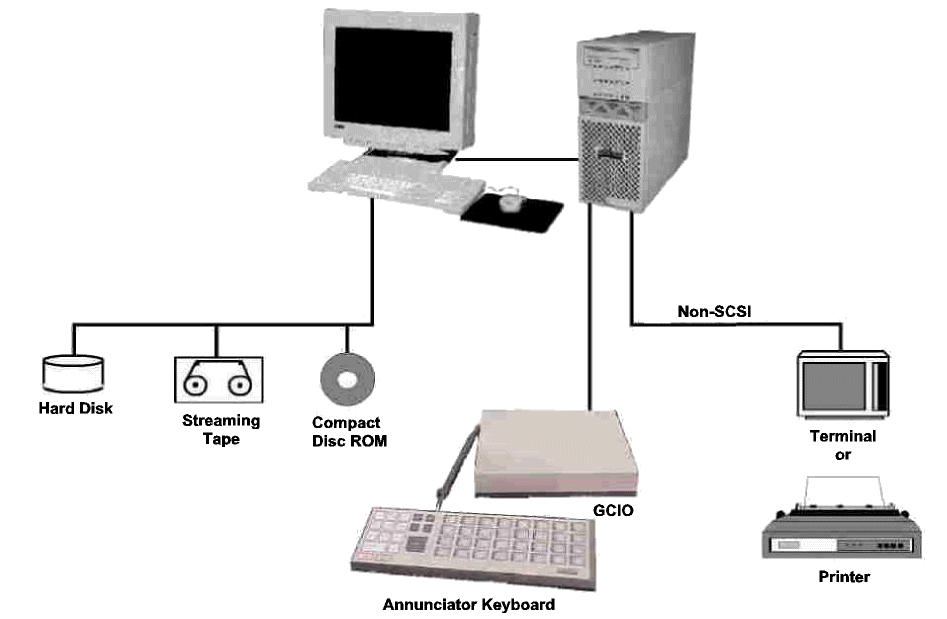 Non-SCSI
Hard Disk
Streaming
Tape
Compact
Disc ROM
Terminal
or
GCIO
Printer
Annunciator Keyboard